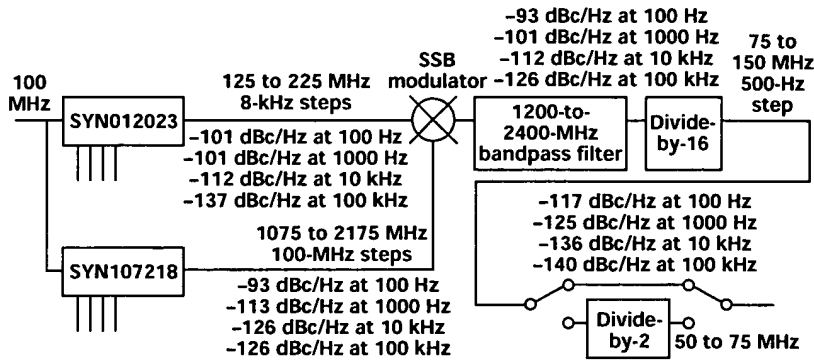 100
MHz
SYN012023
125 to 225 MHz
8-kHz steps
–101 dBc/Hz at 100 Hz
–101 dBc/Hz at 1000 Hz
–112 dBc/Hz at 10 kHz
–137 dBc/Hz at 100 kHz
SYN107218
1075 to 2175 MHz
100-MHz steps
–93 dBc/Hz at 100 Hz
–113 dBc/Hz at 1000 Hz
–126 dBc/Hz at 10 kHz
–126 dBc/Hz at 100 kHz
SSB
modulator
–93 dBc/Hz at 100 Hz
–101 dBc/Hz at 1000 Hz
–112 dBc/Hz at 10 kHz
–126 dBc/Hz at 100 kHz
1200-to-
2400-MHz
bandpass filter
Divide-
by-16
75 to
150 MHz
500-Hz
step
–117 dBc/Hz at 100 Hz
–125 dBc/Hz at 1000 Hz
–136 dBc/Hz at 10 kHz
–140 dBc/Hz at 100 kHz
Divide-
by-2
50 to 75 MHz